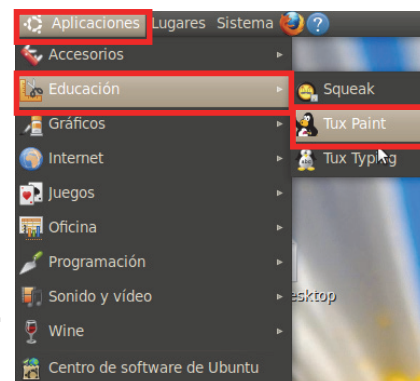 Aplicaciones Lugares Sistema
Accesorios
Educación
Squeak
Gráficos
Tux Paint
Internet
Tux Typing
Juegos
Oficina
Programación
Sonido y vídeo
esktop
Wine
Centro de software de Ubuntu